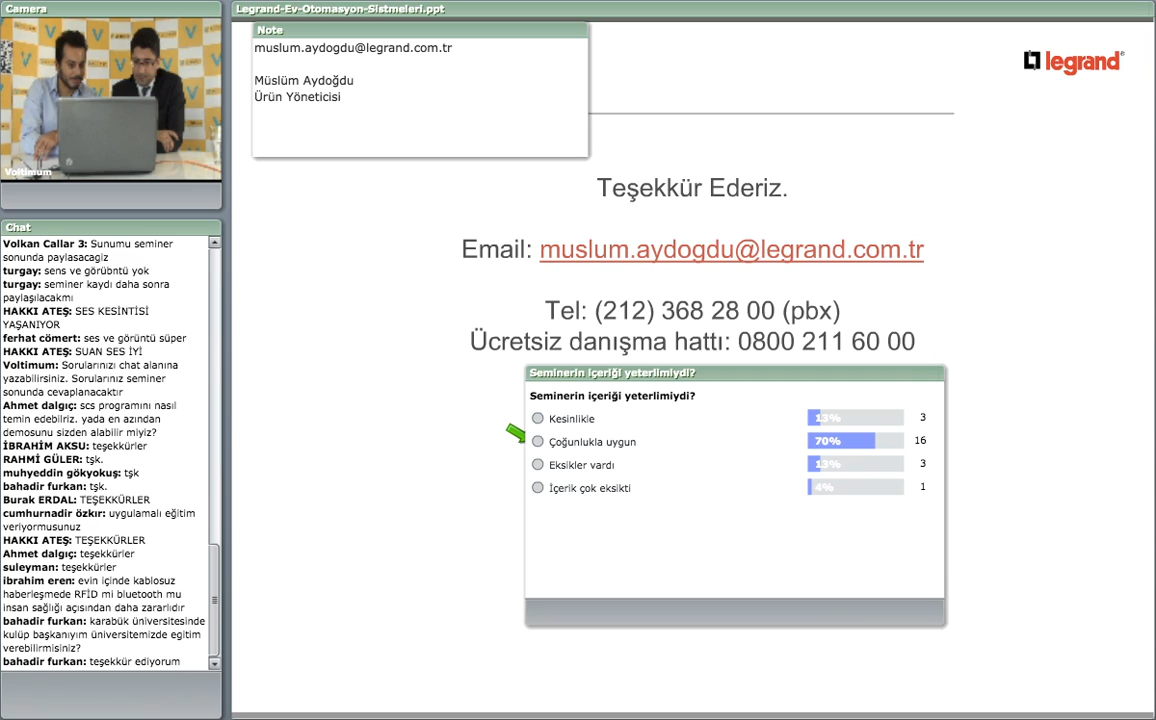 Camera
Voltimum
Chat
Volkan Callar 3: Sunumu seminer
sonunda paylasacagiz
turgay: sens ve görübntü yok
turgay: seminer kaydı daha sonra
paylaşılacakmı
HAKKI ATEŞ: SES KESİNTİSİ
YAŞANIYOR
ferhat cömert: ses ve görüntü süper
HAKKI ATEŞ: SUAN SES İYİ
Voltimum: Sorularınızı chat alanına
yazabilirsiniz. Sorularınız seminer
sonunda cevaplanacaktır
Ahmet dalgıç: scs programını nasıl
temin edebilriz. yada en azından
demosunu sizden alabilir miyiz?
İBRAHİM AKSU: teşekkürler
RAHMİ GÜLER: tşk.
muhyeddin gökyokuş: tşk
bahadir furkan: tşk.
Burak ERDAL: TEŞEKKÜRLER
cumhurnadir özkır: uygulamalı eğitim
veriyormusunuz
HAKKI ATEŞ: TEŞEKKÜRLER
Ahmet dalgıç: teşekkürler
suleyman: teşekkürler
ibrahim eren: evin içinde kablosuz
haberleşmede RFİD mi bluetooth mu
insan sağlığı açısından daha zararlıdır
bahadir furkan: karabük üniversitesinde
kulüp başkanıyım üniversitemizde egitim
verebilirmisiniz?
bahadir furkan: teşekkür ediyorum
Legrand-Ev-Otomasyon-Sistmeleri.ppt
Note
muslum.aydogdu@legrand.com.tr
Müslüm Aydoğdu
Ürün Yöneticisi
legrand®
Teşekkür Ederiz.
Email: muslum.aydogdu@legrand.com.tr
Tel: (212) 368 28 00 (pbx)
Ücretsiz danışma hattı: 0800 211 60 00
Seminerin içeriği yeterlimiydi?
Seminerin içeriği yeterlimiydi?
Kesinlikle 13% 3
Çoğunlukla uygun 70% 16
Eksikler vardı 13% 3
İçerik çok eksikti 4% 1